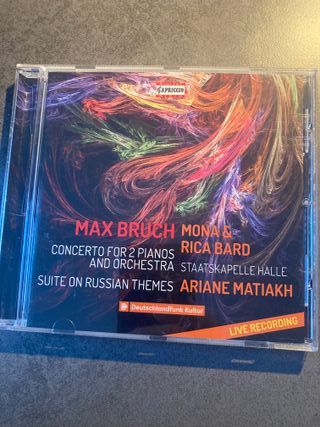 CAPRICCIO
MAX BRUCH
CONCERTO FOR 2 PIANOS
AND ORCHESTRA
SUITE ON RUSSIAN THEMES
MONA &
RICA BARD
STAATSKAPELLE HALLE
ARIANE MATIAKH
Deutschlandfunk Kultur
LIVE RECORDING